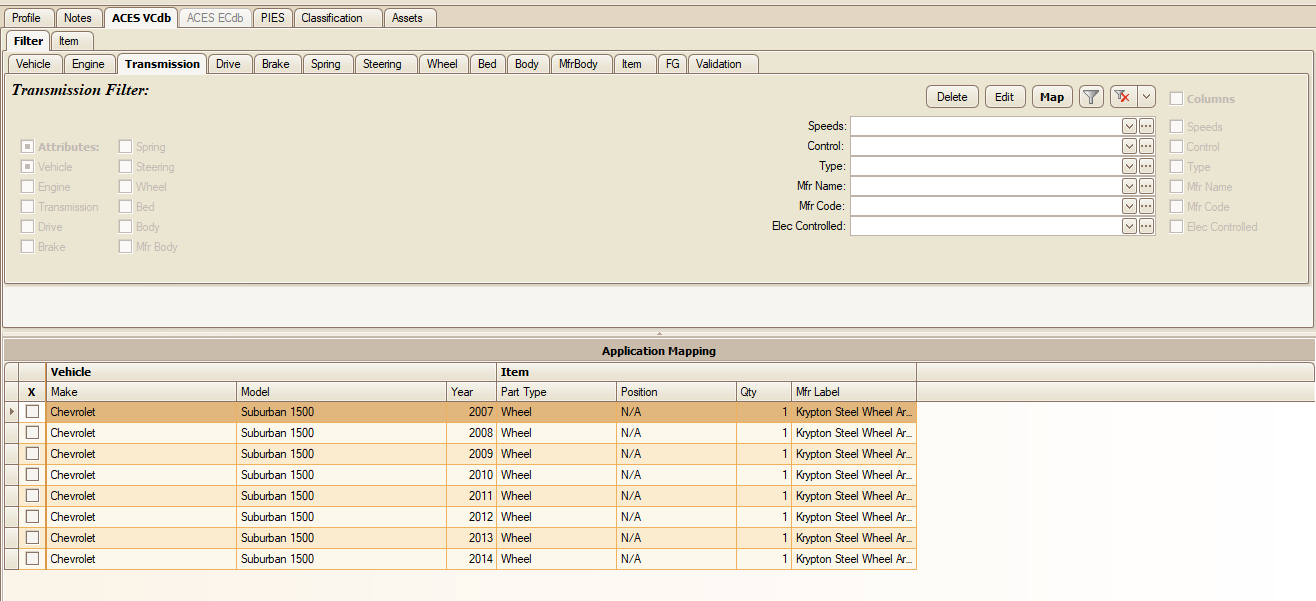 Profile Notes ACES VCdb ACES ECdb PIES Classification Assets
Filter Item
Vehicle Engine Transmission Drive Brake Spring Steering Wheel Bed Body MfrBody Item FG Validation
Transmission Filter:
Delete Edit Map Columns
Speeds: Speeds
Attributes: Spring Control: Control
Vehicle Steering Type: Type
Engine Wheel Mfr Name: Mfr Name
Transmission Bed Mfr Code: Mfr Code
Drive Body Elec Controlled: Elec Controlled
Brake Mfr Body
Application Mapping
Vehicle Item
X Make Model Year Part Type Position Qty Mfr Label
Chevrolet Suburban 1500 2007 Wheel N/A 1 Krypton Steel Wheel Ar...
Chevrolet Suburban 1500 2008 Wheel N/A 1 Krypton Steel Wheel Ar...
Chevrolet Suburban 1500 2009 Wheel N/A 1 Krypton Steel Wheel Ar...
Chevrolet Suburban 1500 2010 Wheel N/A 1 Krypton Steel Wheel Ar...
Chevrolet Suburban 1500 2011 Wheel N/A 1 Krypton Steel Wheel Ar...
Chevrolet Suburban 1500 2012 Wheel N/A 1 Krypton Steel Wheel Ar...
Chevrolet Suburban 1500 2013 Wheel N/A 1 Krypton Steel Wheel Ar...
Chevrolet Suburban 1500 2014 Wheel N/A 1 Krypton Steel Wheel Ar...